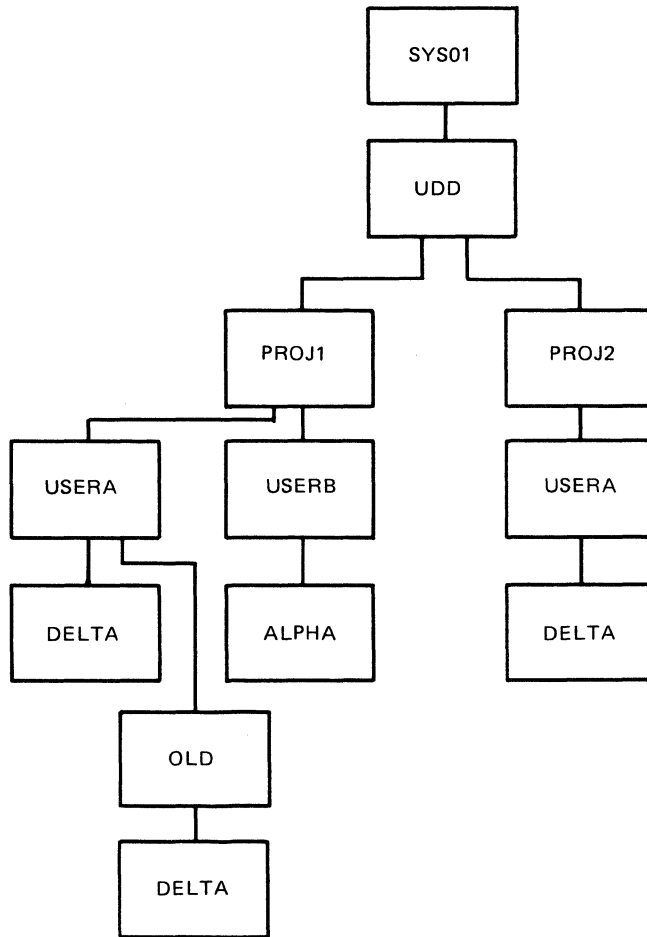 SYS01
UDD
PROJ1
PROJ2
USERA
USERB
USERA
DELTA
ALPHA
DELTA
OLD
DELTA